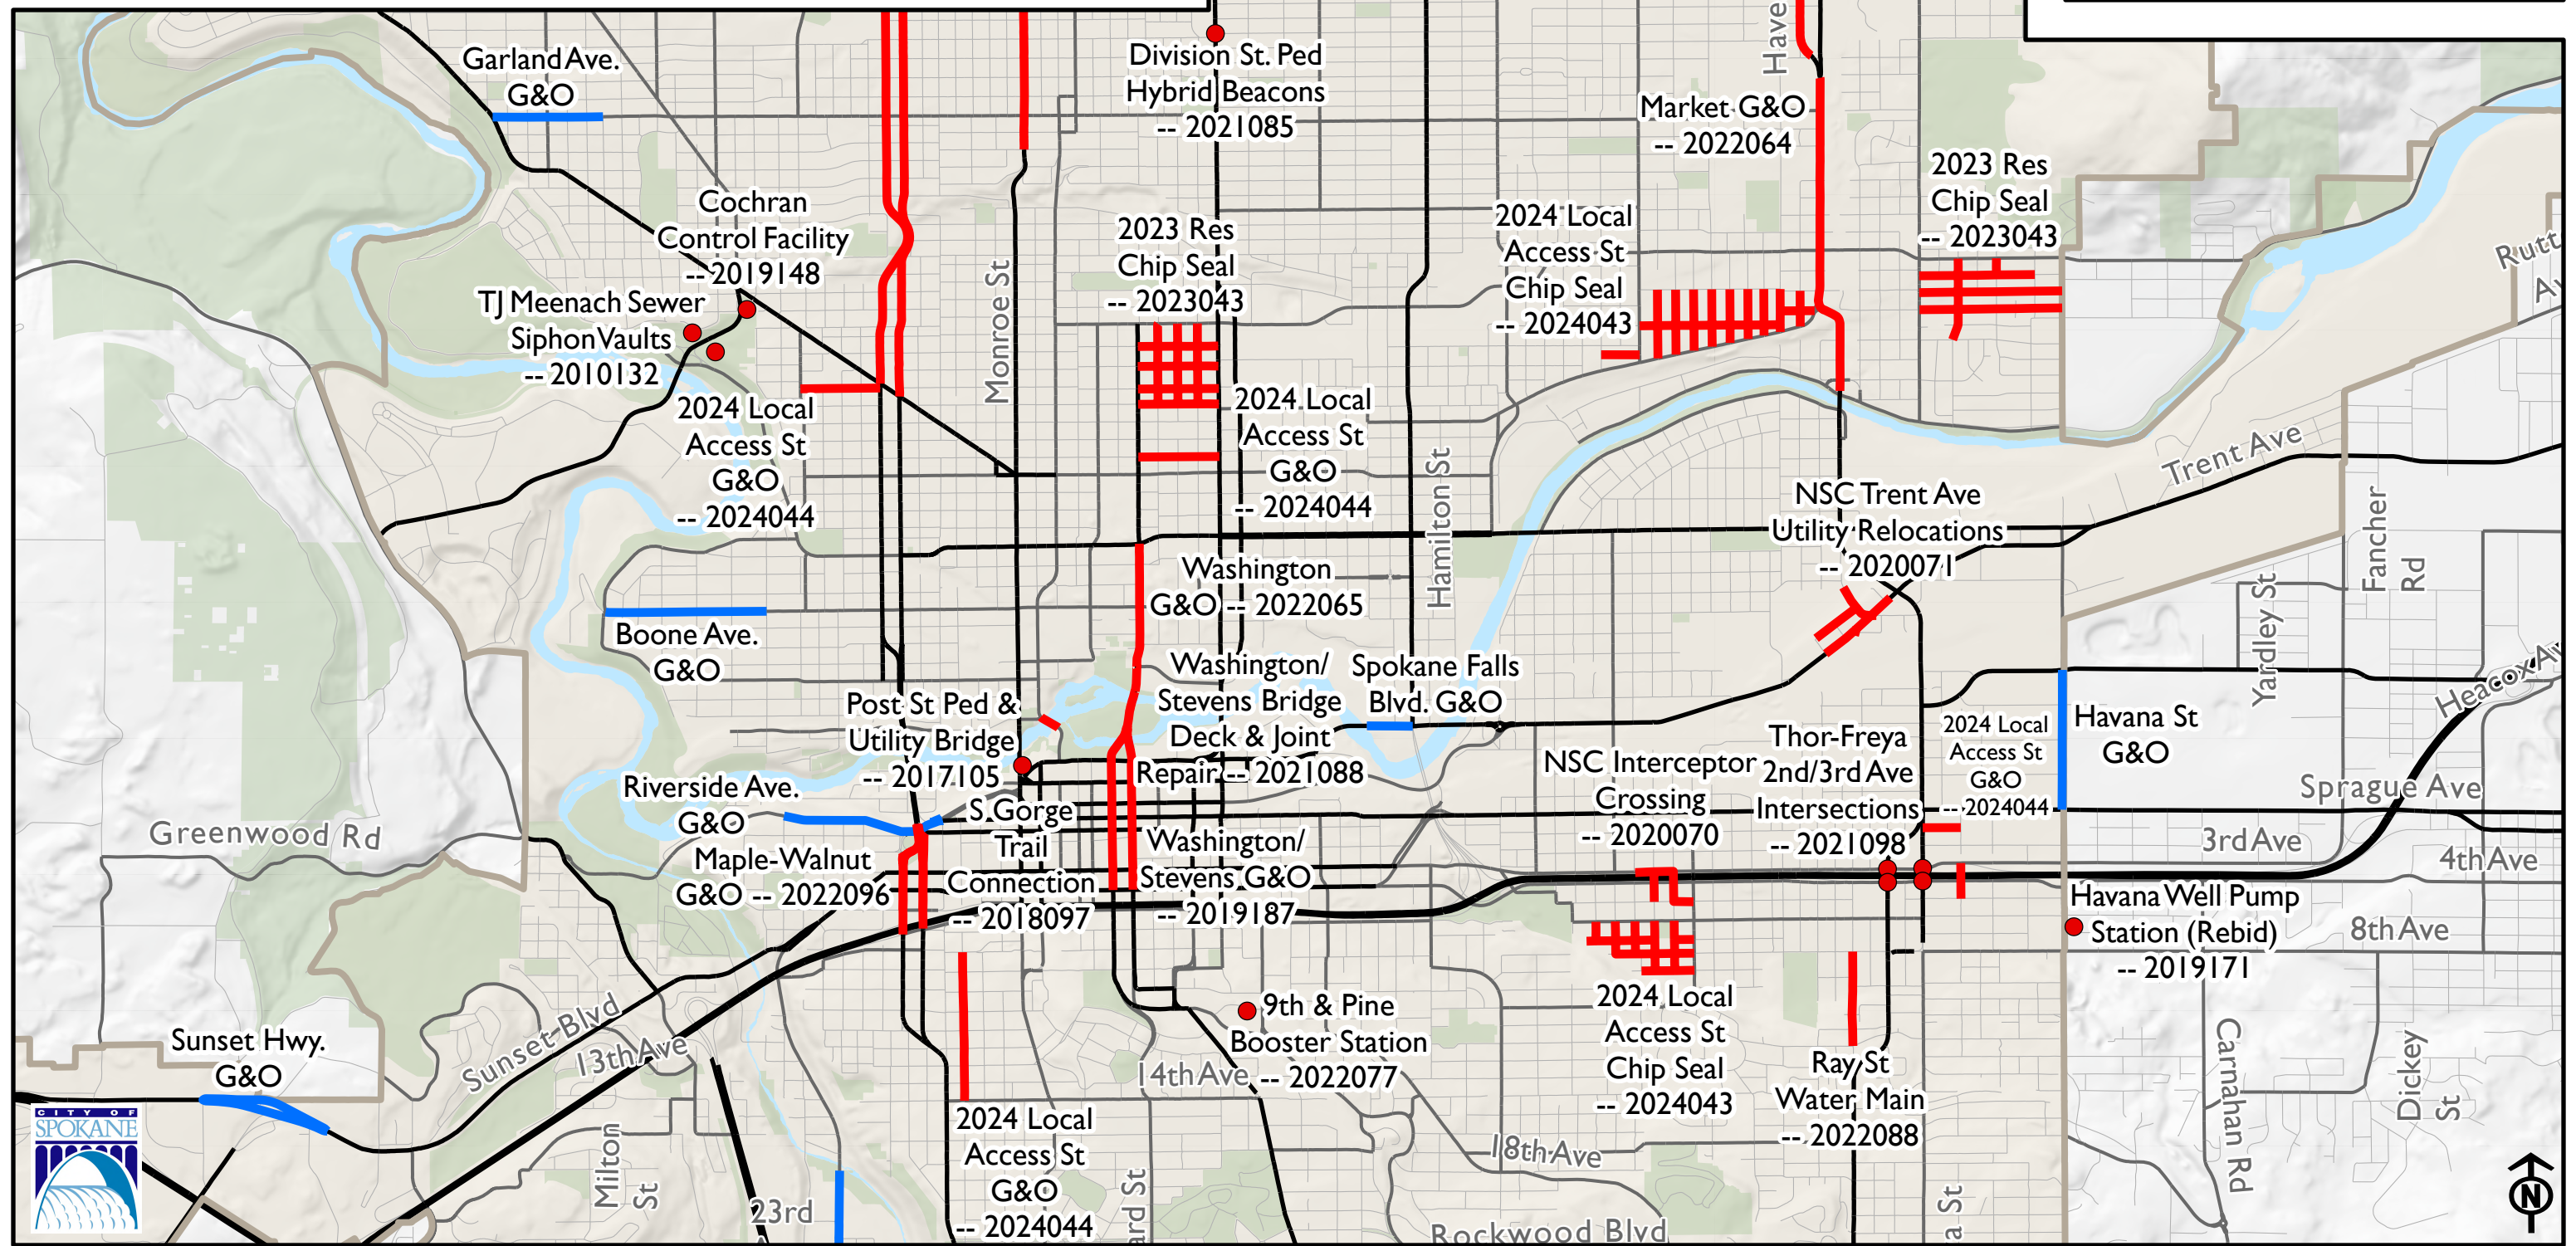 Garland Ave.
G&O
Division St. Ped
Hybrid Beacons
-- 2021085
Have
Market G&O
-- 2022064
2023 Res
Chip Seal
-- 2023043
Cochran
Control Facility
-- 2019148
2023 Res
Chip Seal
-- 2023043
2024 Local
Access St
Chip Seal
-- 2024043
Rutt
Av
TJ Meenach Sewer
Siphon Vaults
-- 2010132
Monroe St
2024 Local
Access St
G&O
-- 2024044
2024 Local
Access St
G&O
-- 2024044
Hamilton St
Trent Ave
NSC Trent Ave
Utility Relocations
-- 2020071
Fancher
Rd
Yardley St
Washington
G&O -- 2022065
Boone Ave.
G&O
Washington/
Stevens Bridge
Deck & Joint
Repair -- 2021088
Spokane Falls
Blvd. G&O
Heacox Av
Post St Ped &
Utility Bridge
-- 2017105
Havana St
G&O
2024 Local
Access St
G&O
-- 2024044
Thor-Freya
2nd/3rd Ave
Intersections
-- 2021098
NSC Interceptor
Crossing
-- 2020070
Riverside Ave.
G&O
S Gorge
Trail
Connection
-- 2018097
Sprague Ave
Greenwood Rd
Maple-Walnut
G&O -- 2022096
Washington/
Stevens G&O
-- 2019187
3rd Ave
4th Ave
Havana Well Pump
Station (Rebid)
-- 2019171
8th Ave
Sunset Blvd
13th Ave
Sunset Hwy.
G&O
9th & Pine
Booster Station
-- 2022077
14th Ave
2024 Local
Access St
Chip Seal
-- 2024043
Ray St
Water Main
-- 2022088
Carnahan Rd
Dickey
St
CITY OF
SPOKANE
2024 Local
Access St
G&O
-- 2024044
Milton
St
23rd
ard St
18th Ave
Rockwood Blvd
a St
N